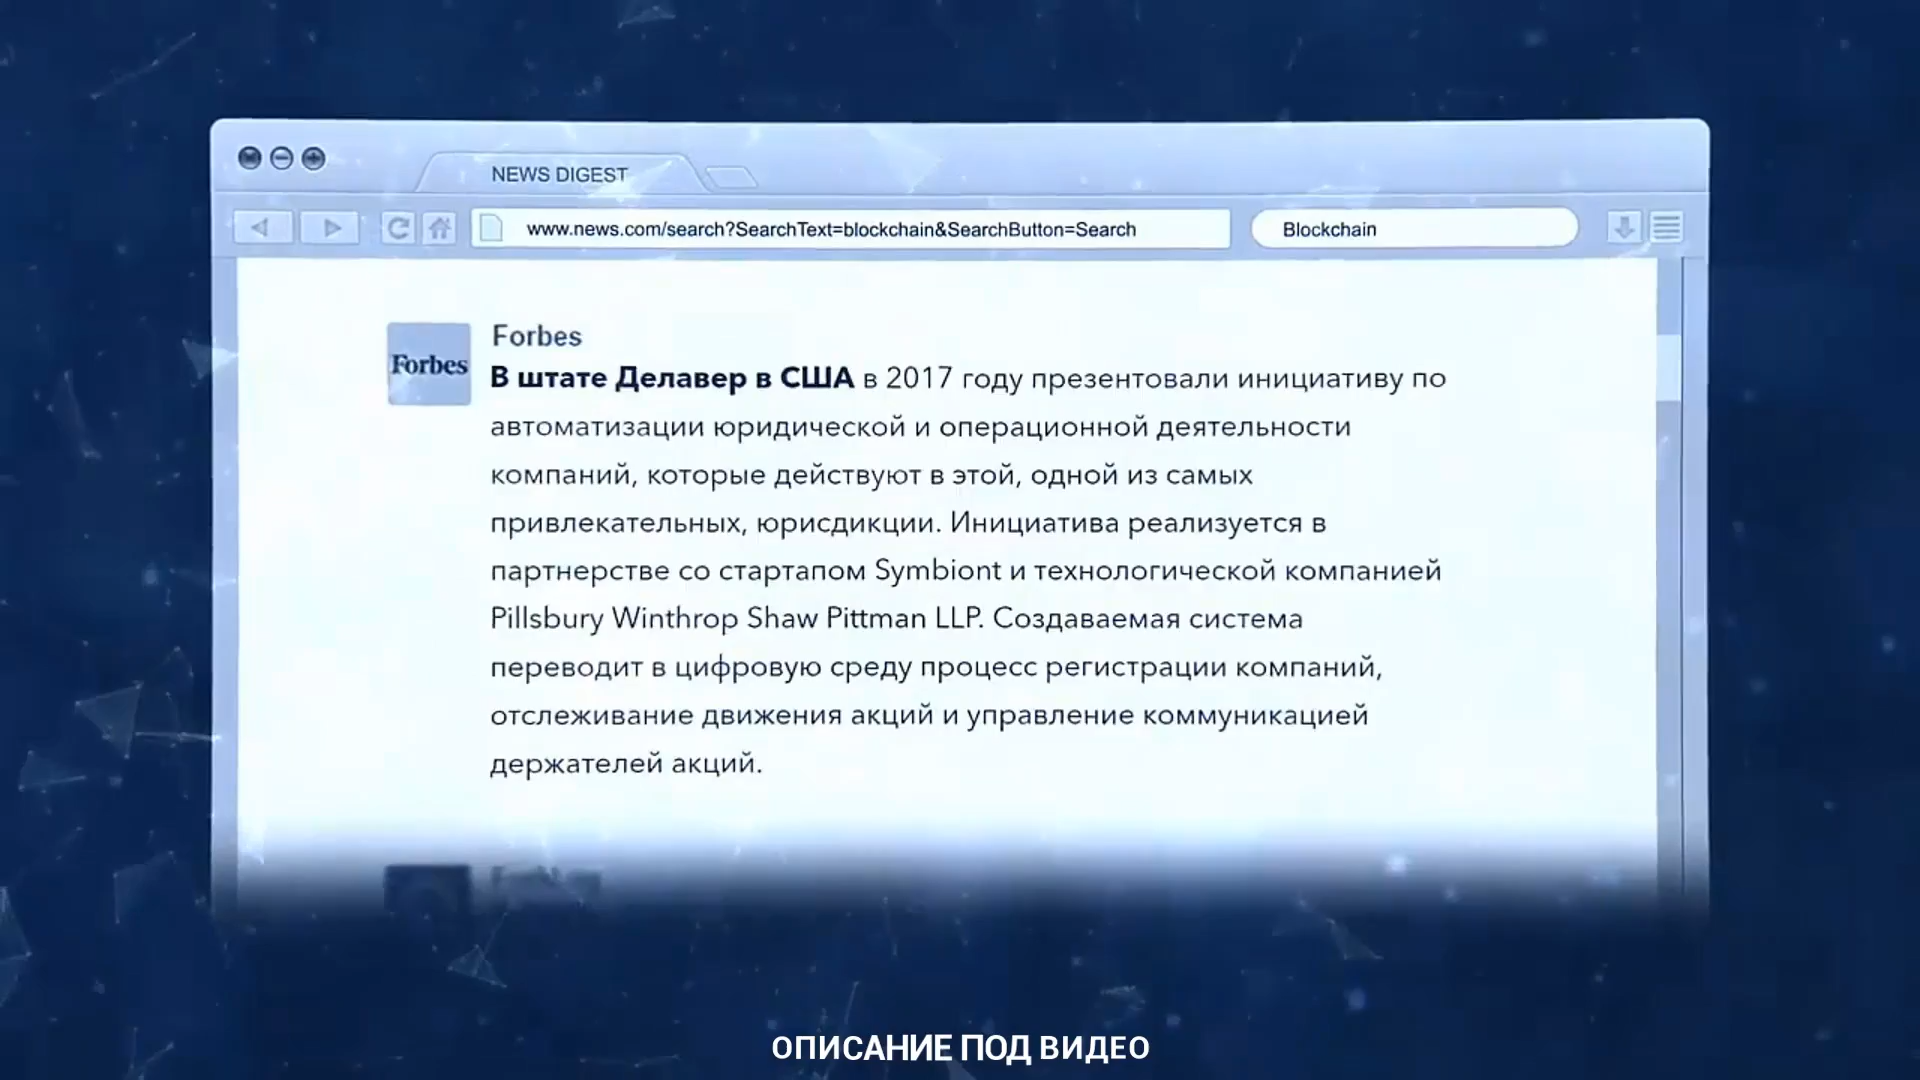 NEWS DIGEST
www.news.com/search?SearchText=blockchain&SearchButton=Search
Blockchain
Forbes
Forbes
В штате Делавер в США в 2017 году презентовали инициативу по
автоматизации юридической и операционной деятельности
компаний, которые действуют в этой, одной из самых
привлекательных, юрисдикции. Инициатива реализуется в
партнерстве со стартапом Symbiont и технологической компанией
Pillsbury Winthrop Shaw Pittman LLP. Создаваемая система
переводит в цифровую среду процесс регистрации компаний,
отслеживание движения акций и управление коммуникацией
держателей акций.
ОПИСАНИЕ ПОД ВИДЕО